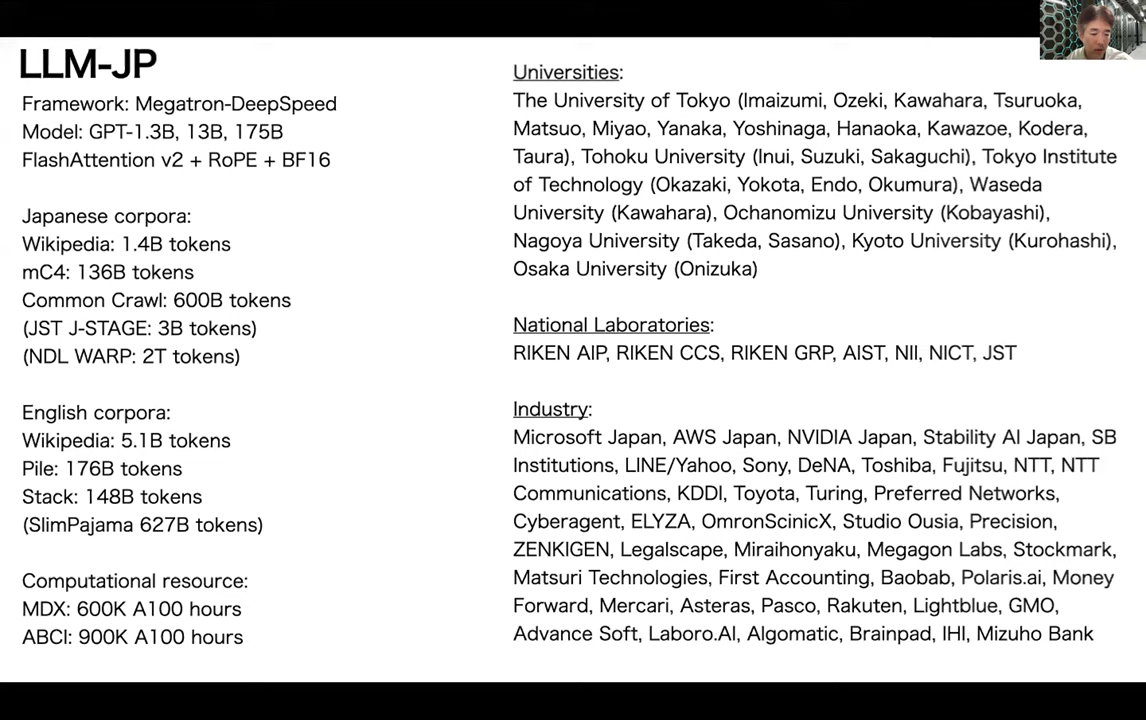 LLM-JP
Framework: Megatron-DeepSpeed
Model: GPT-1.3B, 13B, 175B
FlashAttention v2 + RoPE + BF16
Japanese corpora:
Wikipedia: 1.4B tokens
mC4: 136B tokens
Common Crawl: 600B tokens
(JST J-STAGE: 3B tokens)
(NDL WARP: 2T tokens)
English corpora:
Wikipedia: 5.1B tokens
Pile: 176B tokens
Stack: 148B tokens
(SlimPajama 627B tokens)
Computational resource:
MDX: 600K A100 hours
ABCI: 900K A100 hours
Universities:
The University of Tokyo (Imaizumi, Ozeki, Kawahara, Tsuruoka,
Matsuo, Miyao, Yanaka, Yoshinaga, Hanaoka, Kawazoe, Kodera,
Taura), Tohoku University (Inui, Suzuki, Sakaguchi), Tokyo Institute
of Technology (Okazaki, Yokota, Endo, Okumura), Waseda
University (Kawahara), Ochanomizu University (Kobayashi),
Nagoya University (Takeda, Sasano), Kyoto University (Kurohashi),
Osaka University (Onizuka)
National Laboratories:
RIKEN AIP, RIKEN CCS, RIKEN GRP, AIST, NII, NICT, JST
Industry:
Microsoft Japan, AWS Japan, NVIDIA Japan, Stability AI Japan, SB
Institutions, LINE/Yahoo, Sony, DeNA, Toshiba, Fujitsu, NTT, NTT
Communications, KDDI, Toyota, Turing, Preferred Networks,
Cyberagent, ELYZA, OmronScinicX, Studio Ousia, Precision,
ZENKIGEN, Legalscape, Miraihonyaku, Megagon Labs, Stockmark,
Matsuri Technologies, First Accounting, Baobab, Polaris.ai, Money
Forward, Mercari, Asteras, Pasco, Rakuten, Lightblue, GMO,
Advance Soft, Laboro.AI, Algomatic, Brainpad, IHI, Mizuho Bank